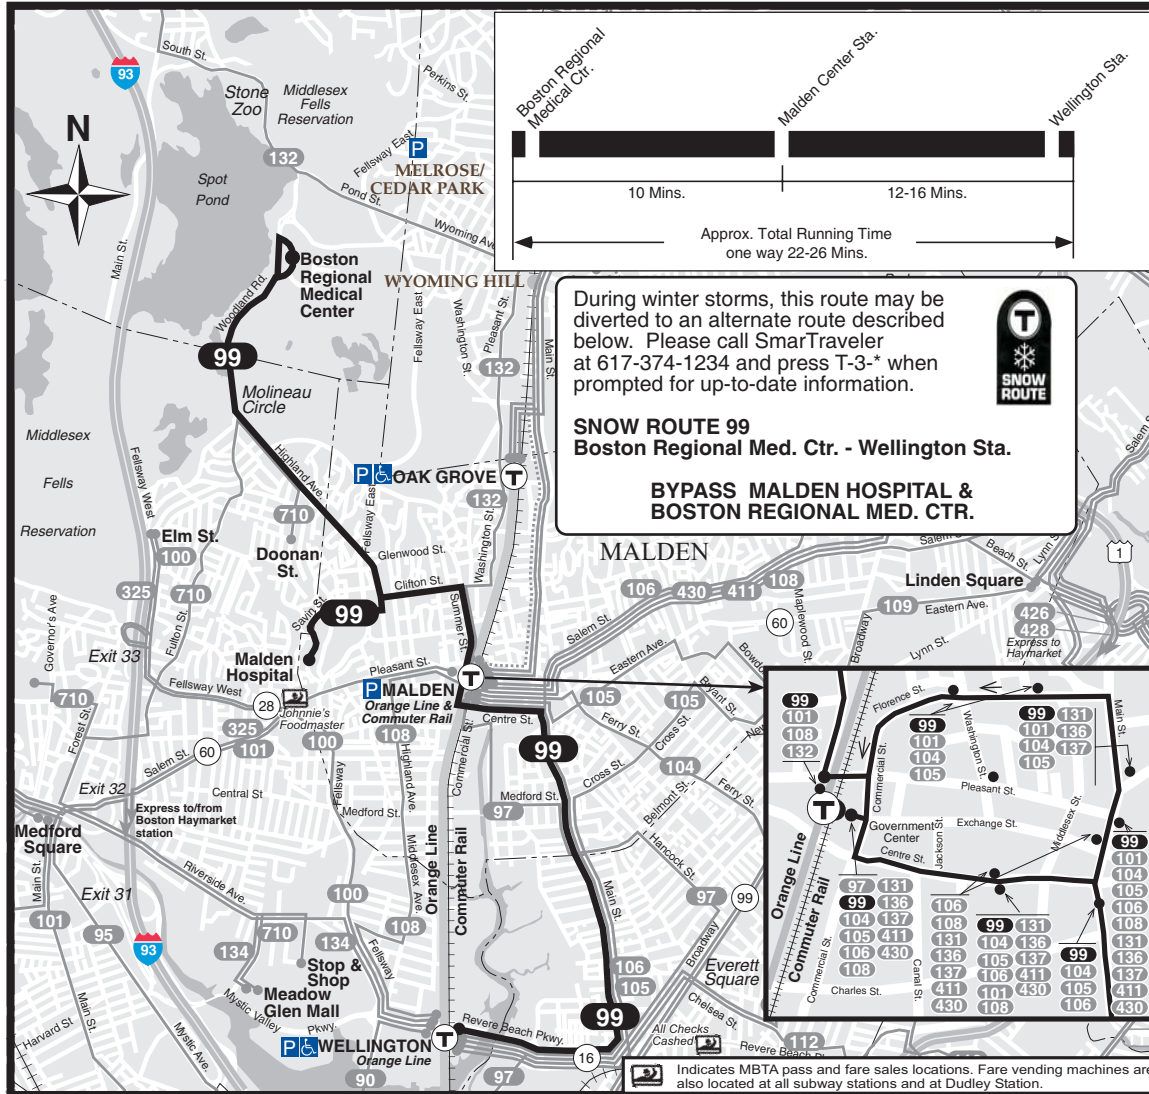 Boston Regional
Medical Ctr.
Malden Center Sta.
Wellington Sta.
10 Mins.
12-16 Mins.
Approx. Total Running Time
one way 22-26 Mins.
During winter storms, this route may be
diverted to an alternate route described
below.  Please call SmarTraveler
at 617-374-1234 and press T-3-* when
prompted for up-to-date information.
T
SNOW
ROUTE
SNOW ROUTE 99
Boston Regional Med. Ctr. - Wellington Sta.
BYPASS  MALDEN HOSPITAL &
BOSTON REGIONAL MED. CTR.
93
South St.
Stone
Zoo
Middlesex
Fells
Reservation
Perkins St.
N
132
Fellsway East
P
MELROSE/
CEDAR PARK
Pond St.
Spot
Pond
Wyoming Ave
Main St.
Boston
Regional
Medical
Center
WYOMING HILL
Woodland Rd.
Fellsway East
Washington St.
Pleasant St.
Main St.
99
132
Molineau
Circle
Middlesex
Fells
Reservation
Fellsway West
Highland Ave.
Fellsway East
P
OAK GROVE
T
132
710
Elm St.
100
Doonan
St.
Glenwood St.
Washington St.
MALDEN
Salem St.
Beach St.
Lynn St.
Salem St.
1
Clifton St.
325
710
Savin St.
99
Summer St.
106
430
411
108
Maplewood St.
Linden Square
109
Eastern Ave.
426
428
Express to
Haymarket
60
Broadway
Lynn St.
Governor's Ave
Fulton St.
Exit 33
Malden
Hospital
Pleasant St.
Salem St.
Eastern Ave.
T
Fellsway West
710
28
Johnnie's
Foodmaster
P
MALDEN
Orange Line &
Commuter Rail
Centre St.
105
105
Bryant St.
Forest St.
325
101
60
Salem St.
100
108
Commercial St.
99
Ferry St.
Cross St.
104
Cross St.
Ferry St.
Exit 32
Central St
Fellsway
Highland Ave.
Medford St.
Medford St.
97
Belmont St.
Express to/from
Boston Haymarket
station
Medford
Square
Main St.
Riverside Ave.
Middlesex Ave.
Orange Line
Commuter Rail
Hancock St.
97
99
Exit 31
101
95
93
100
108
710
134
134
Fellsway
Stop &
Shop
Meadow
Glen Mall
Mystic Valley
Pkwy.
Main St.
Broadway
Everett
Square
106
105
99
Chelsea St.
Harvard St
Main St.
Mystic Ave.
P
WELLINGTON
Orange Line
T
Revere Beach Pkwy.
16
90
97
All Checks
Cashed
112
Revere Beach
99
101
108
132
Florence St.
99
101
104
105
Washington St.
99
131
101
136
104
137
105
Main St.
Commercial St.
Pleasant St.
T
Government
Center
Exchange St.
Middlesex St.
Jackson St.
Centre St.
Orange Line
Commuter Rail
97
131
99
136
104
137
105
411
106
430
108
106
108
131
136
137
411
430
99
131
104
136
105
137
106
411
101
430
108
99
104
105
106
99
101
104
105
106
108
131
136
137
411
430
Commercial St.
Charles St.
Canal St.
Indicates MBTA pass and fare sales locations. Fare vending machines are
also located at all subway stations and at Dudley Station.